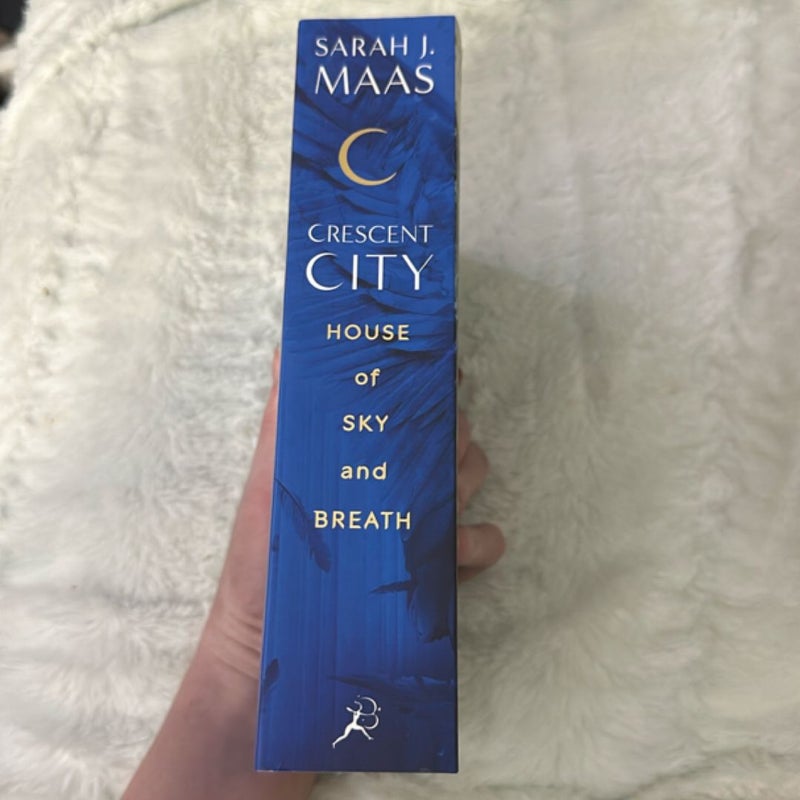 SARAH J.
MAAS
CRESCENT
CITY
HOUSE
of
SKY
and
BREATH